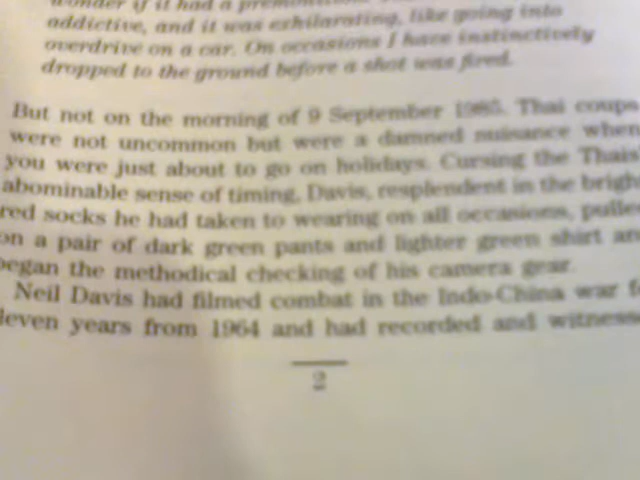 wonder if it had a
addictive, and it was exhilarating, like going into
overdrive on a car. On occasions I have instinctively
dropped to the ground before a shot was fired.
But not on the morning of 9 September 1985. Thai coups
were not uncommon but were a damned nuisance when
you were just about to go on holidays. Cursing the Thais'
abominable sense of timing, Davis, resplendent in the brigh
red socks he had taken to wearing on all occasions, pulle
on a pair of dark green pants and lighter green shirt an
began the methodical checking of his camera gear.
Neil Davis had filmed combat in the Indo-China war f
leven years from 1964 and had recorded and witnesse
2